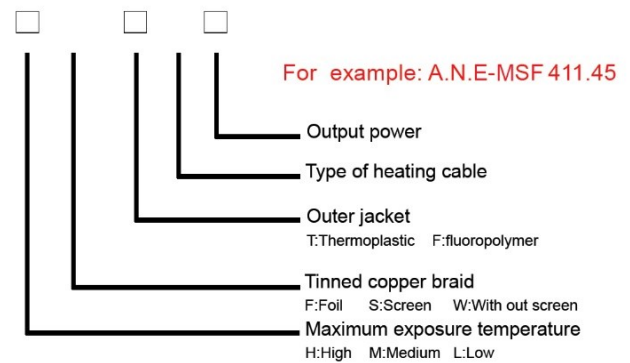 For example: A.N.E-MSF 411.45
Output power
Type of heating cable
Outer jacket
T:Thermoplastic F:fluoropolymer
Tinned copper braid
F:Foil S:Screen W:With out screen
Maximum exposure temperature
H:High M:Medium L:Low